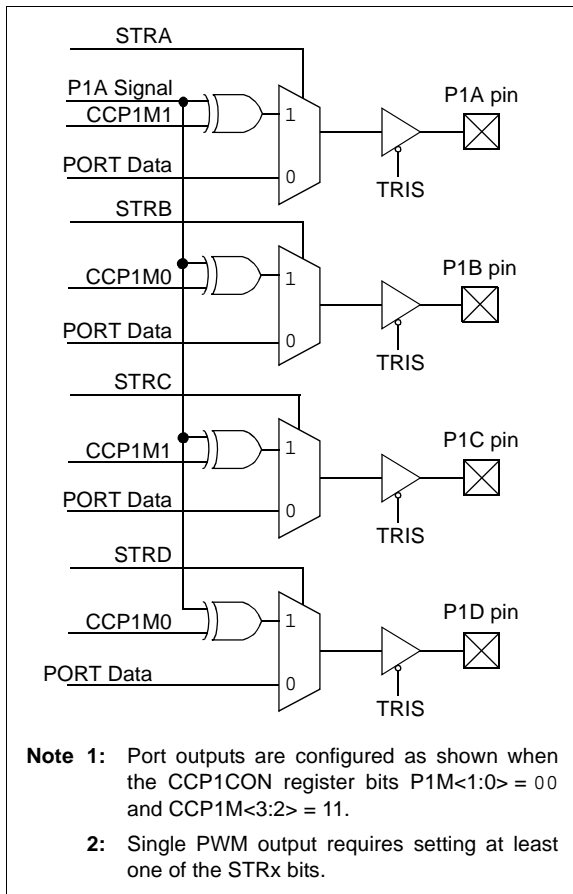 STRA
P1A Signal
CCP1M1
1
P1A pin
PORT Data
0
TRIS
STRB
CCP1M0
1
P1B pin
PORT Data
0
TRIS
STRC
CCP1M1
1
P1C pin
PORT Data
0
TRIS
STRD
CCP1M0
1
P1D pin
PORT Data
0
TRIS
Note 1: Port outputs are configured as shown when
the CCP1CON register bits P1M<1:0> = 00
and CCP1M<3:2> = 11.
2: Single PWM output requires setting at least
one of the STRx bits.